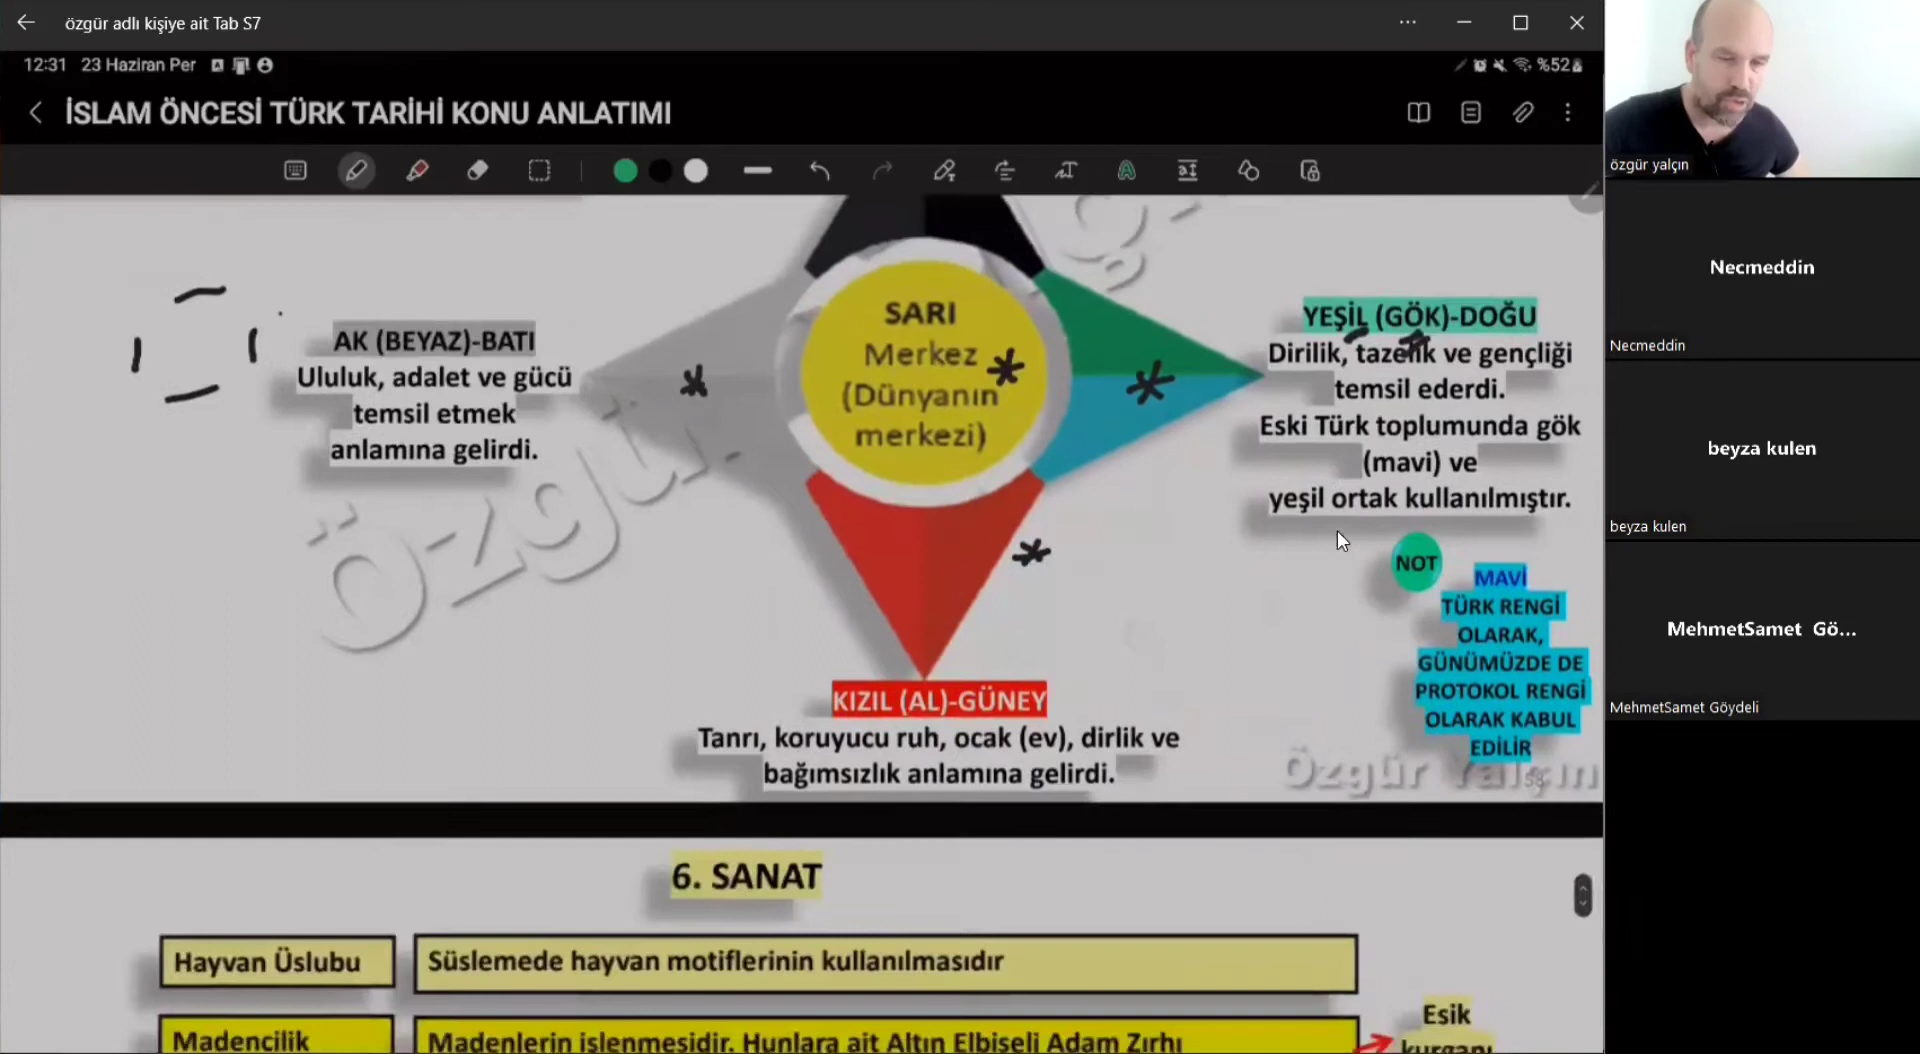 özgür adlı kişiye ait Tab S7
12:31 23 Haziran Per
%52
İSLAM ÖNCESİ TÜRK TARİHİ KONU ANLATIMI
SARI
Merkez
(Dünyanın
merkezi)
AK (BEYAZ)-BATI
Ululuk, adalet ve gücü
temsil etmek
anlamına gelirdi.
YEŞİL (GÖK)-DOĞU
Dirilik, tazelik ve gençliği
temsil ederdi.
Eski Türk toplumunda gök
(mavi) ve
yeşil ortak kullanılmıştır.
NOT
MAVİ
TÜRK RENGİ
OLARAK,
GÜNÜMÜZDE DE
PROTOKOL RENGİ
OLARAK KABUL
EDİLİR
KIZIL (AL)-GÜNEY
Tanrı, koruyucu ruh, ocak (ev), dirlik ve
bağımsızlık anlamına gelirdi.
Özgür
Özgür Yalçın
6. SANAT
Hayvan Üslubu
Süslemede hayvan motiflerinin kullanılmasıdır
Madencilik
Madenlerin işlenmesidir. Hunlara ait Altın Elbiseli Adam Zırhı
Esik
kurganı
özgür yalçın
Necmeddin
Necmeddin
beyza kulen
beyza kulen
MehmetSamet Gö...
MehmetSamet Göydeli